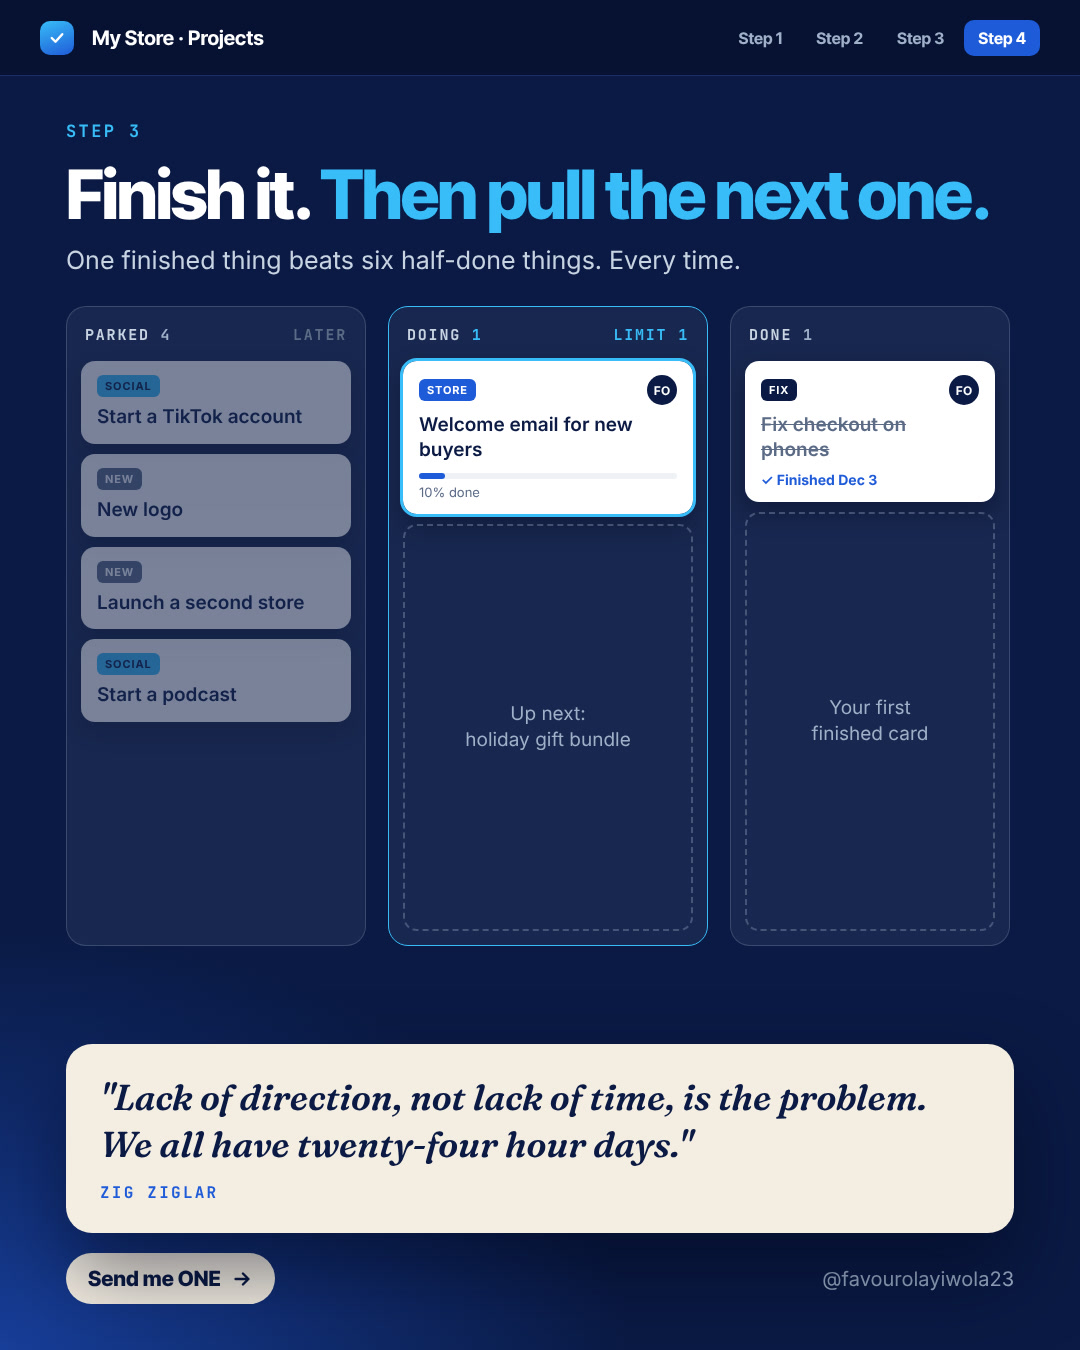 My Store · Projects
Step 1
Step 2
Step 3
Step 4
STEP 3
Finish it. Then pull the next one.
One finished thing beats six half-done things. Every time.
PARKED 4
LATER
SOCIAL
Start a TikTok account
NEW
New logo
NEW
Launch a second store
SOCIAL
Start a podcast
DOING 1
LIMIT 1
STORE
FO
Welcome email for new
buyers
10% done
Up next:
holiday gift bundle
DONE 1
FIX
FO
Fix checkout on
phones
✓ Finished Dec 3
Your first
finished card
"Lack of direction, not lack of time, is the problem.
We all have twenty-four hour days."
ZIG ZIGLAR
Send me ONE →
@favourolayiwola23